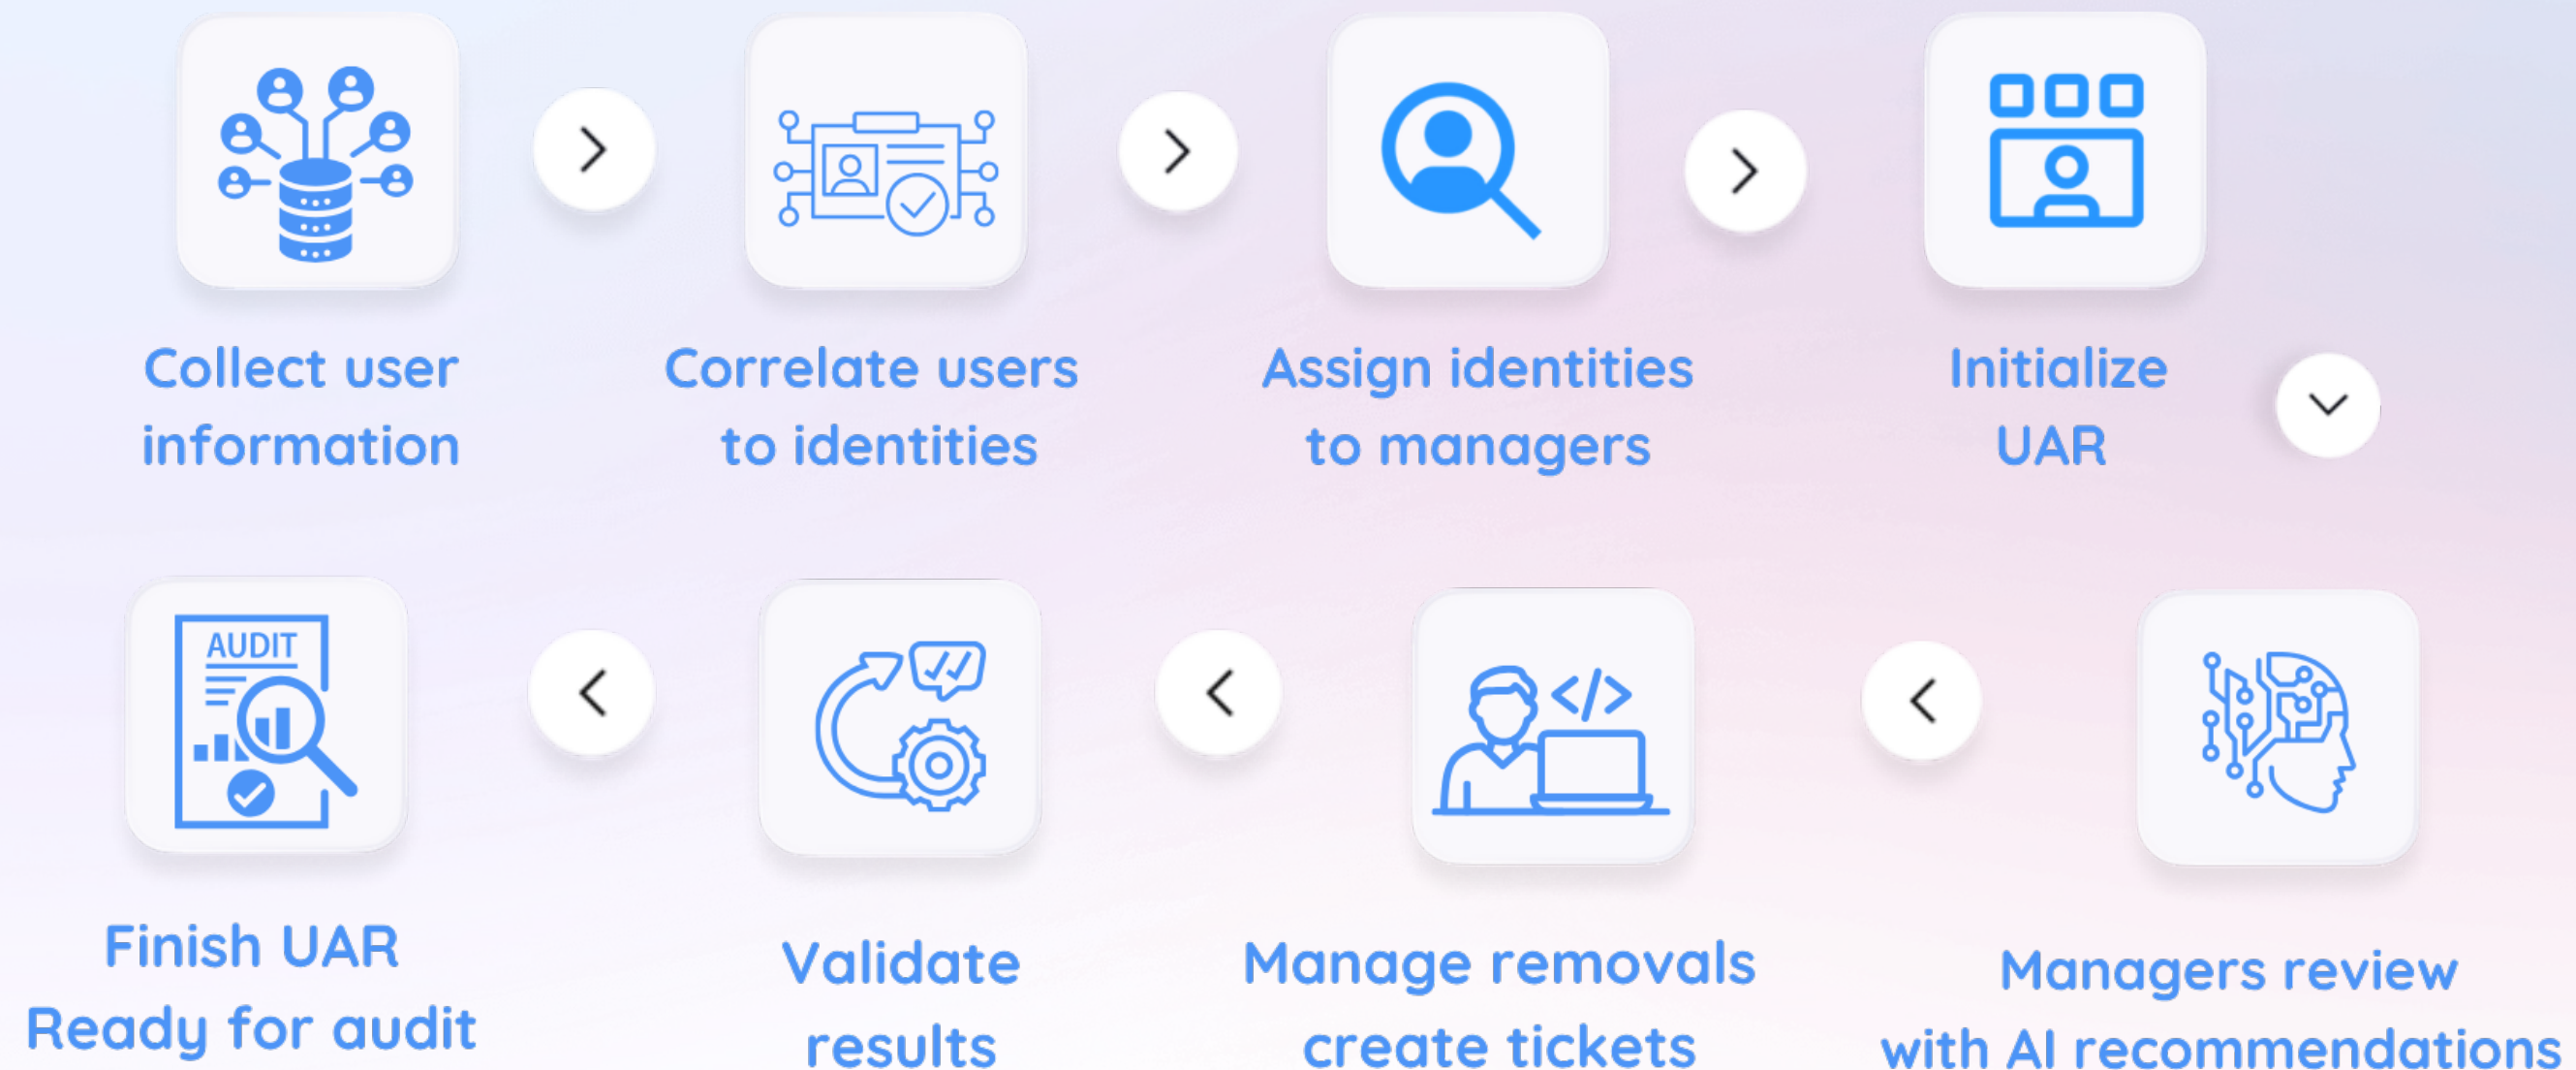 Collect user
information
Correlate users
to identities
Assign identities
to managers
Initialize
UAR
Managers review
with AI recommendations
Manage removals
create tickets
Validate
results
AUDIT
Finish UAR
Ready for audit